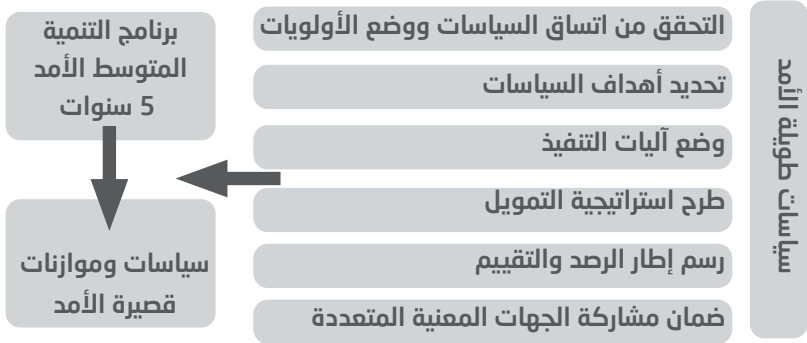 سياسات طويلة الأمد
التحقق من اتساق السياسات ووضع الأولويات
تحديد أهداف السياسات
وضع آليات التنفيذ
طرح استراتيجية التمويل
رسم إطار الرصد والتقييم
ضمان مشاركة الجهات المعنية المتعددة
برنامج التنمية
المتوسط الأمد
5 سنوات
سياسات وموازنات
قصيرة الأمد